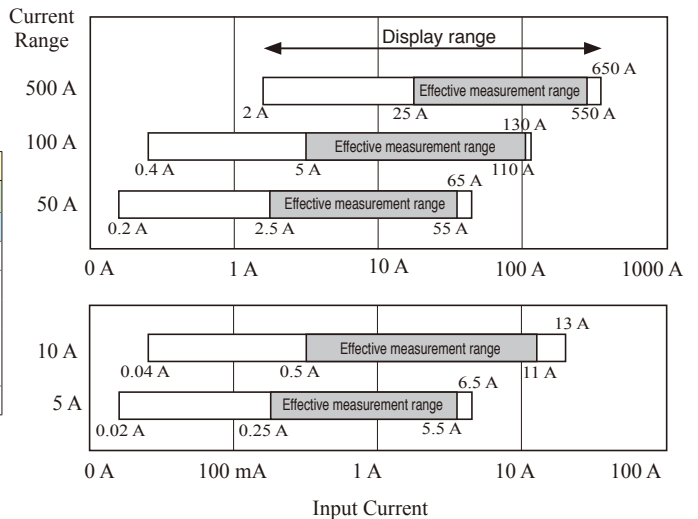 Current
Range
Display range
650 A
500 A
Effective measurement range
2 A
25 A
550 A
130 A
100 A
Effective measurement range
0.4 A
5 A
110 A
65 A
50 A
Effective measurement range
0.2 A
2.5 A
55 A
0 A
1 A
10 A
100 A
1000 A
13 A
10 A
Effective measurement range
0.04 A
0.5 A
11 A
6.5 A
5 A
Effective measurement range
0.02 A
0.25 A
5.5 A
0 A
100 mA
1 A
10 A
100 A
Input Current